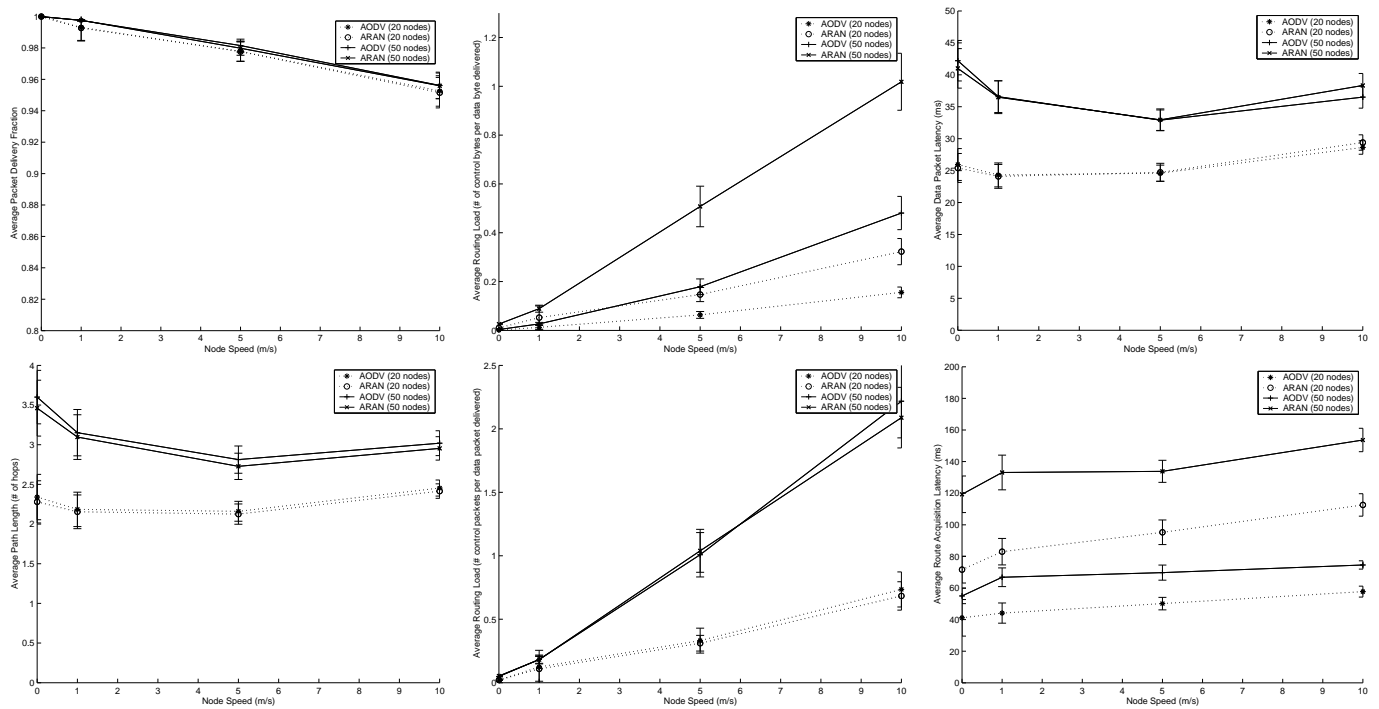 1
0.98
0.96
0.94
0.92
0.9
0.88
0.86
0.84
0.82
0.8
Average Packet Delivery Fraction
AODV (20 nodes)
ARAN (20 nodes)
AODV (50 nodes)
ARAN (50 nodes)
0 1 2 3 4 5 6 7 8 9 10
Node Speed (m/s)
1.2
1
0.8
0.6
0.4
0.2
Average Routing Load (# of control bytes per data byte delivered)
AODV (20 nodes)
ARAN (20 nodes)
AODV (50 nodes)
ARAN (50 nodes)
0 1 2 3 4 5 6 7 8 9 10
Node Speed (m/s)
50
45
40
35
30
25
20
15
10
5
0
Average Data Packet Latency (ms)
AODV (20 nodes)
ARAN (20 nodes)
AODV (50 nodes)
ARAN (50 nodes)
0 1 2 3 4 5 6 7 8 9 10
Node Speed (m/s)
4
3.5
3
2.5
2
1.5
1
0.5
0
Average Path Length (# of hops)
AODV (20 nodes)
ARAN (20 nodes)
AODV (50 nodes)
ARAN (50 nodes)
0 1 2 3 4 5 6 7 8 9 10
Node Speed (m/s)
2.5
2
1.5
1
0.5
0
Average Routing Load (# control packets per data packet delivered)
AODV (20 nodes)
ARAN (20 nodes)
AODV (50 nodes)
ARAN (50 nodes)
0 1 2 3 4 5 6 7 8 9 10
Node Speed (m/s)
200
180
160
140
120
100
80
60
40
20
0
Average Route Acquisition Latency (ms)
AODV (20 nodes)
ARAN (20 nodes)
AODV (50 nodes)
ARAN (50 nodes)
0 1 2 3 4 5 6 7 8 9 10
Node Speed (m/s)